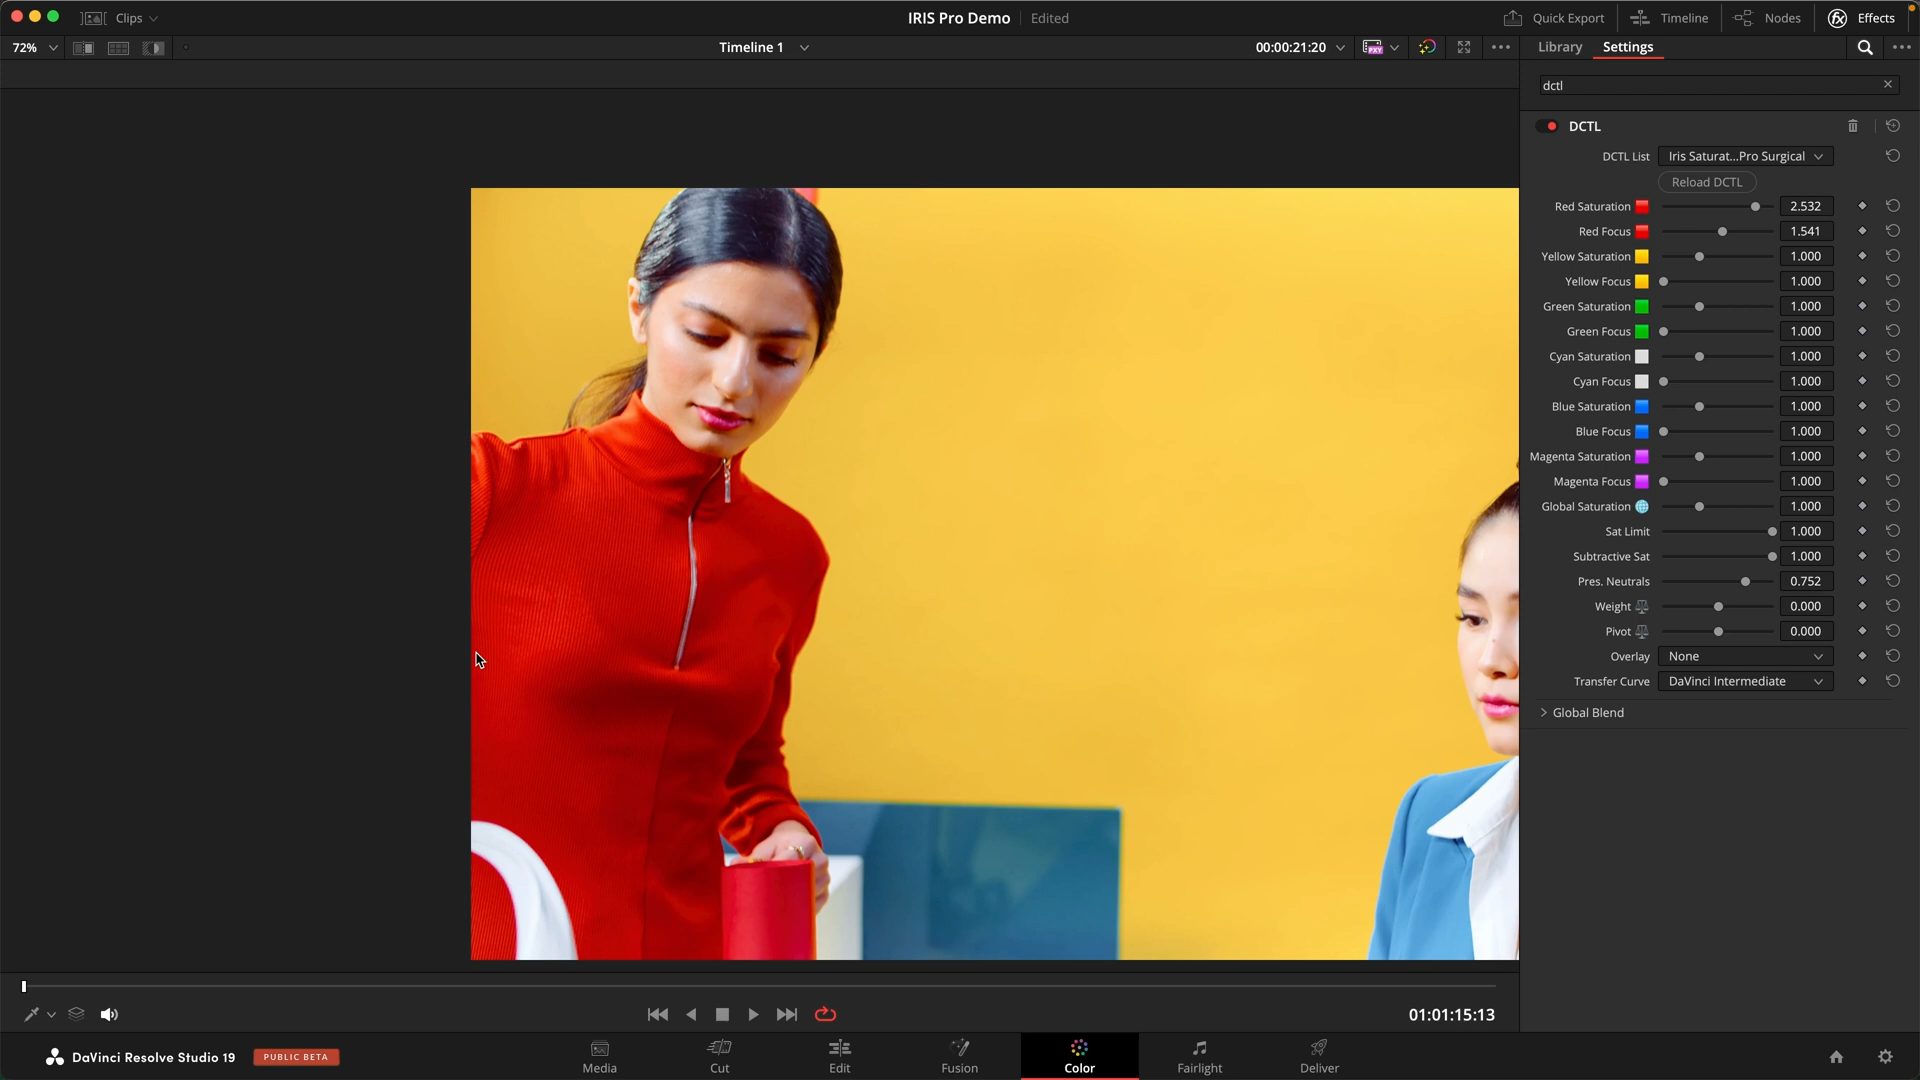 Clips
IRIS Pro Demo
Edited
Quick Export
Timeline
Nodes
Effects
72%
Timeline 1
00:00:21:20
PXY
Library
Settings
dctl
DCTL
DCTL List
Iris Saturat...Pro Surgical
Reload DCTL
Red Saturation 2.532
Red Focus 1.541
Yellow Saturation 1.000
Yellow Focus 1.000
Green Saturation 1.000
Green Focus 1.000
Cyan Saturation 1.000
Cyan Focus 1.000
Blue Saturation 1.000
Blue Focus 1.000
Magenta Saturation 1.000
Magenta Focus 1.000
Global Saturation 1.000
Sat Limit 1.000
Subtractive Sat 1.000
Pres. Neutrals 0.752
Weight 0.000
Pivot 0.000
Overlay None
Transfer Curve DaVinci Intermediate
Global Blend
01:01:15:13
DaVinci Resolve Studio 19
PUBLIC BETA
Media
Cut
Edit
Fusion
Color
Fairlight
Deliver